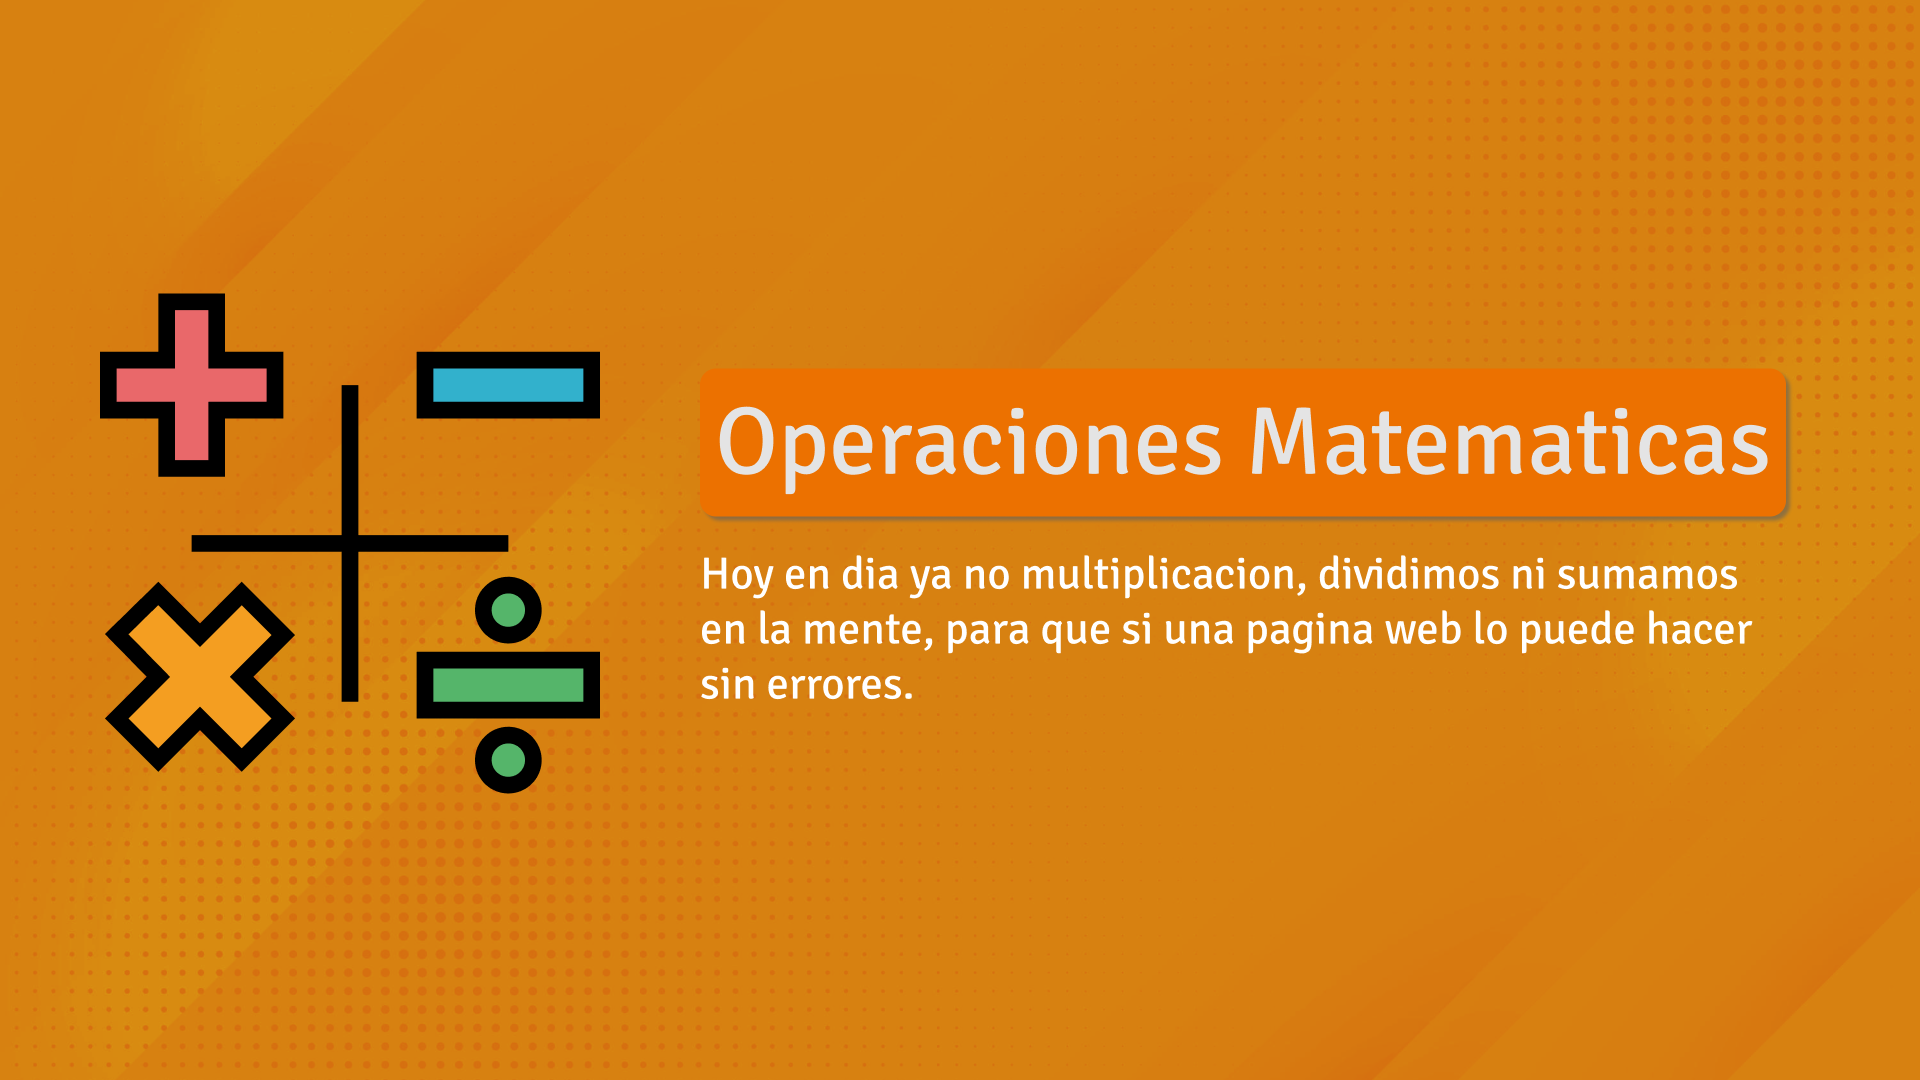 Operaciones Matematicas
Hoy en dia ya no multiplicacion, dividimos ni sumamos
en la mente, para que si una pagina web lo puede hacer
sin errores.